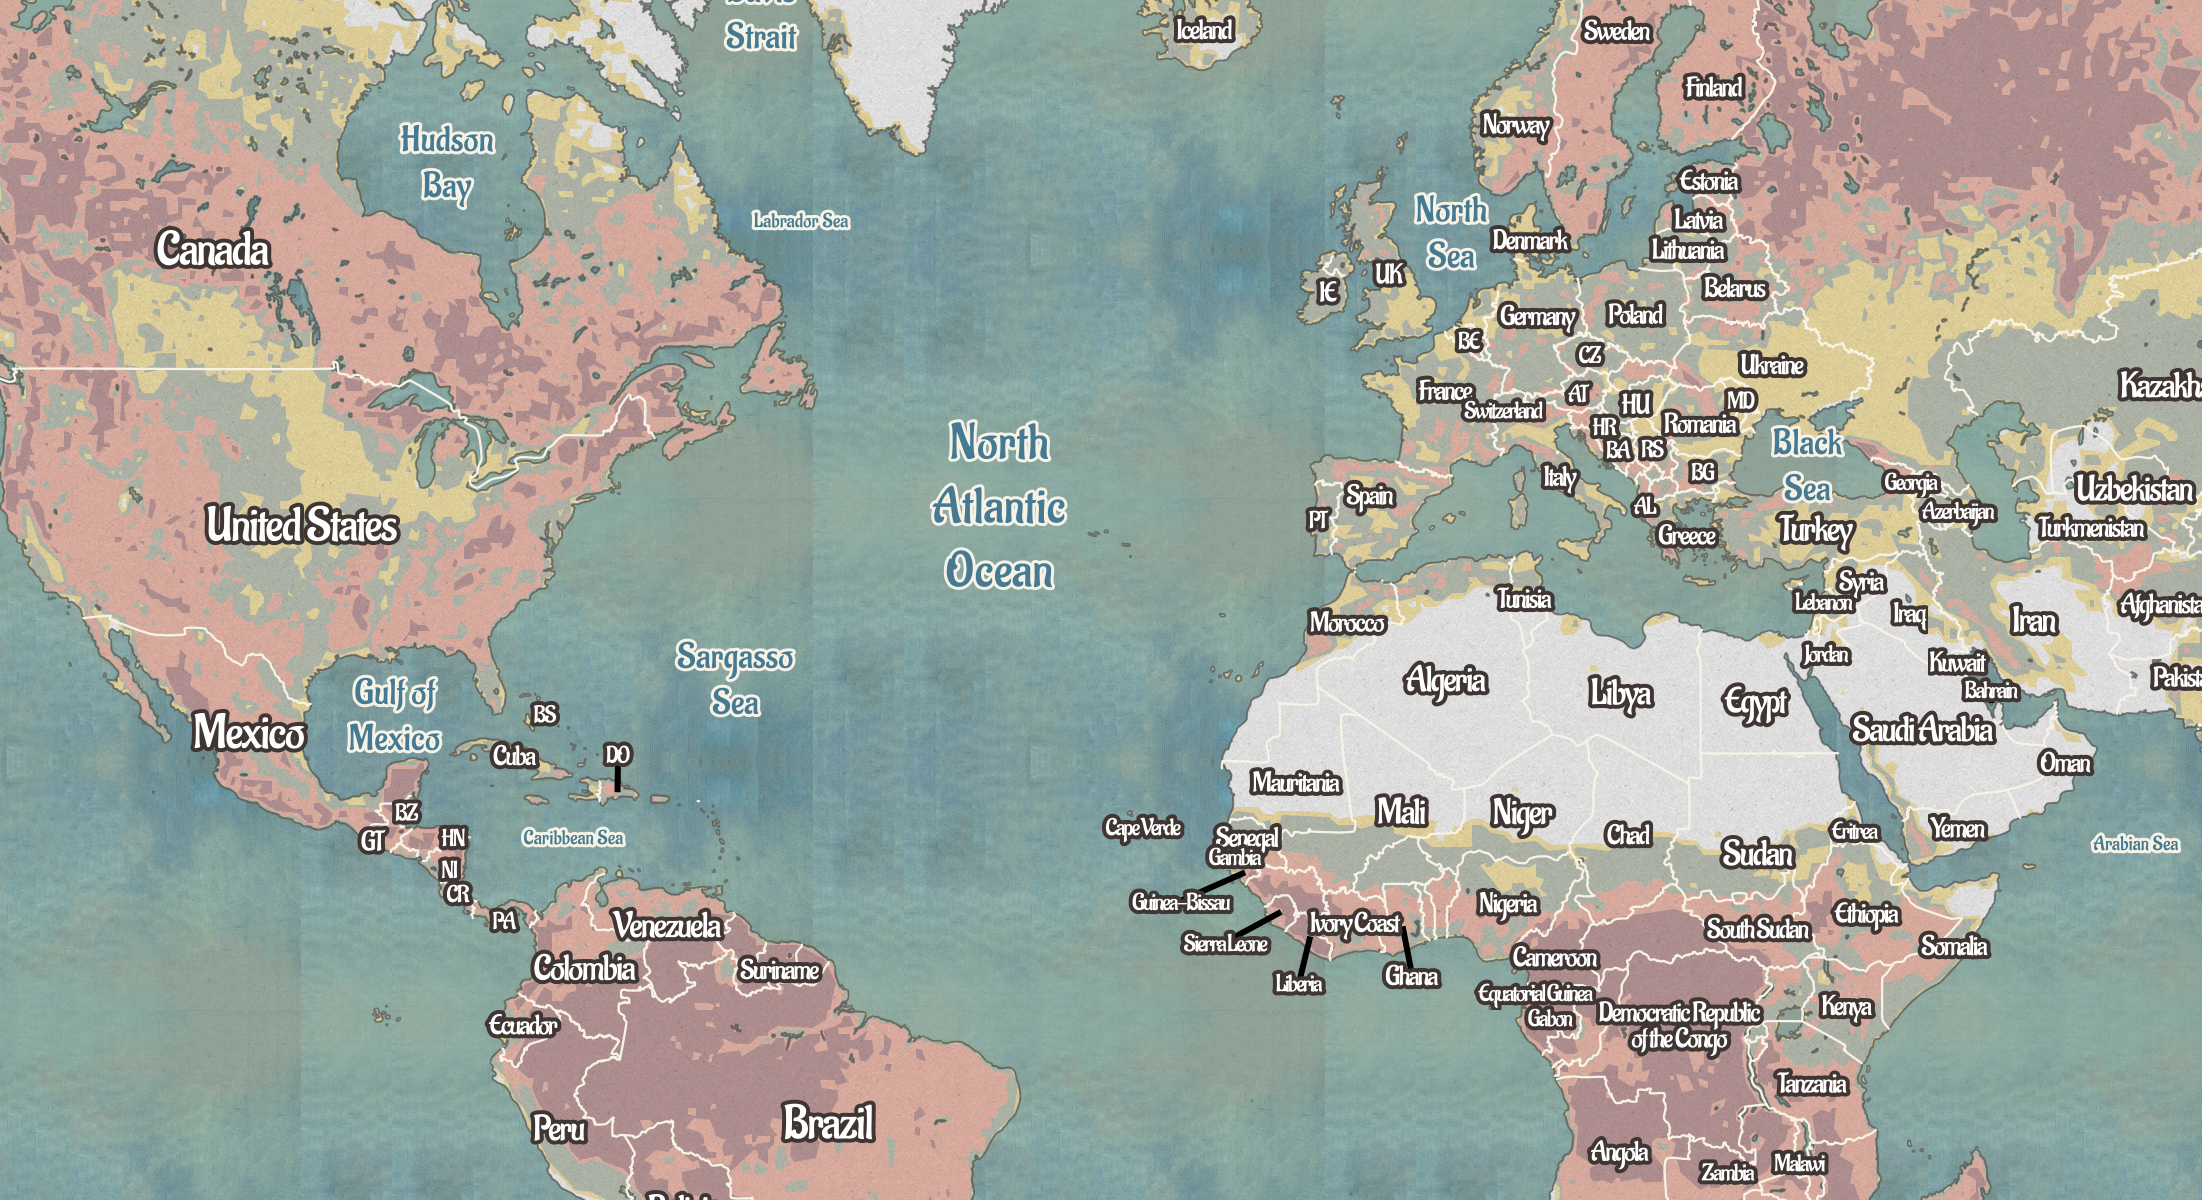 Strait
Iceland
Sweden
Finland
Hudson
Bay
Norway
Estonia
Labrador Sea
North
Sea
Latvia
Denmark
Lithuania
Canada
UK
IE
Belarus
Germany
Poland
BE
CZ
Ukraine
France
Switzerland
AT
HU
MD
Kazakhs
North
Atlantic
Ocean
HR
Romania
BA
RS
Black
Sea
BG
Italy
Georgia
Uzbekistan
Spain
AL
Azerbaijan
PT
United States
Greece
Turkey
Turkmenistan
Syria
Lebanon
Iraq
Iran
Afghanista
Tunisia
Morocco
Sargasso
Sea
Jordan
Kuwait
Bahrain
Pakist
Algeria
Libya
Egypt
Gulf of
Mexico
BS
Mexico
Saudi Arabia
Cuba
DO
Oman
Mauritania
BZ
Mali
Niger
Cape Verde
GT
HN
Caribbean Sea
Senegal
Gambia
Chad
Sudan
Eritrea
Yemen
Arabian Sea
NI
CR
Guinea-Bissau
Nigeria
PA
Venezuela
Ivory Coast
South Sudan
Ethiopia
Sierra Leone
Somalia
Colombia
Suriname
Liberia
Ghana
Cameroon
Equatorial Guinea
Gabon
Democratic Republic
of the Congo
Kenya
Ecuador
Tanzania
Peru
Brazil
Angola
Zambia
Malawi